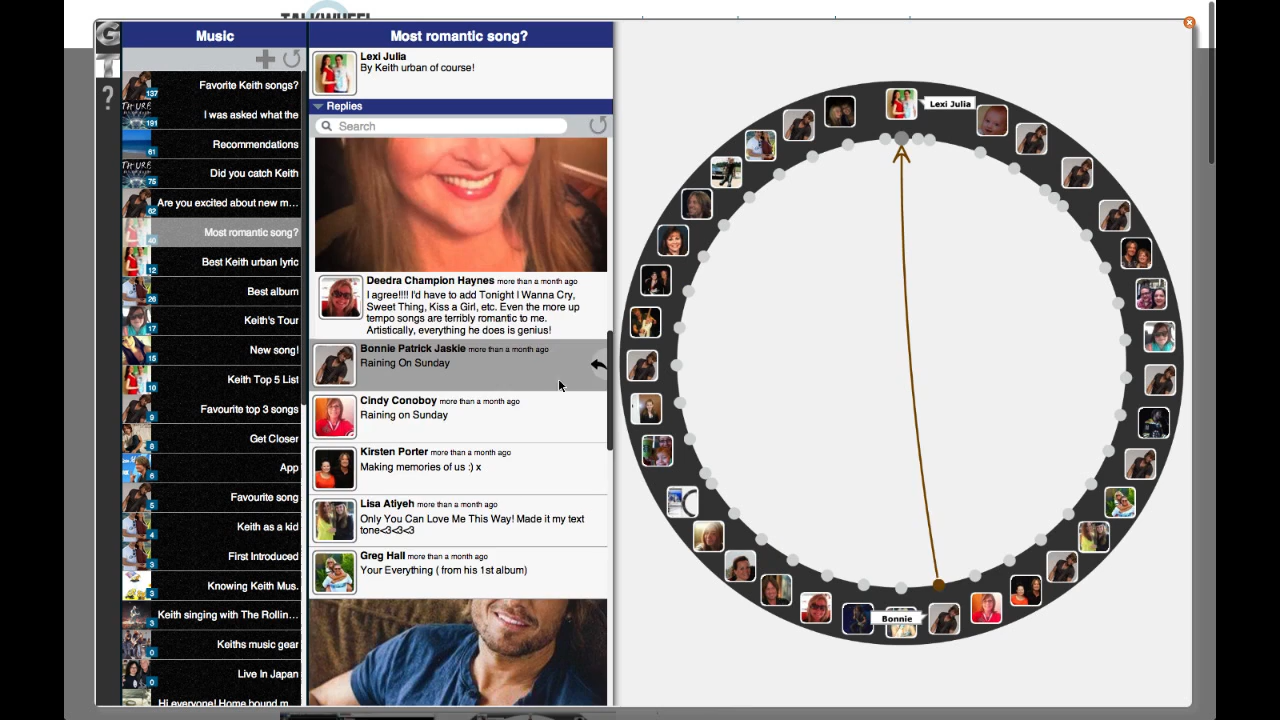 TALKWHEEL
G
T
?
Music
137
Favorite Keith songs?
191
I was asked what the
61
Recommendations
75
Did you catch Keith
62
Are you excited about new m...
Most romantic song?
12
Best Keith urban lyric
26
Best album
17
Keith's Tour
15
New song!
10
Keith Top 5 List
9
Favourite top 3 songs
Get Closer
6
App
5
Favourite song
4
Keith as a kid
3
First Introduced
3
Knowing Keith Mus.
3
Keith singing with The Rollin...
0
Keiths music gear
0
Live In Japan
Hi everyone! Home bound m...
Most romantic song?
Lexi Julia
By Keith urban of course!
Replies
Search
Deedra Champion Haynes more than a month ago
I agree!!!! I'd have to add Tonight I Wanna Cry,
Sweet Thing, Kiss a Girl, etc. Even the more up
tempo songs are terribly romantic to me.
Artistically, everything he does is genius!
Bonnie Patrick Jaskie more than a month ago
Raining On Sunday
Cindy Conoboy more than a month ago
Raining on Sunday
Kirsten Porter more than a month ago
Making memories of us :) x
Lisa Atiyeh more than a month ago
Only You Can Love Me This Way! Made it my text
tone<3<3<3
Greg Hall more than a month ago
Your Everything ( from his 1st album)
Lexi Julia
Bonnie